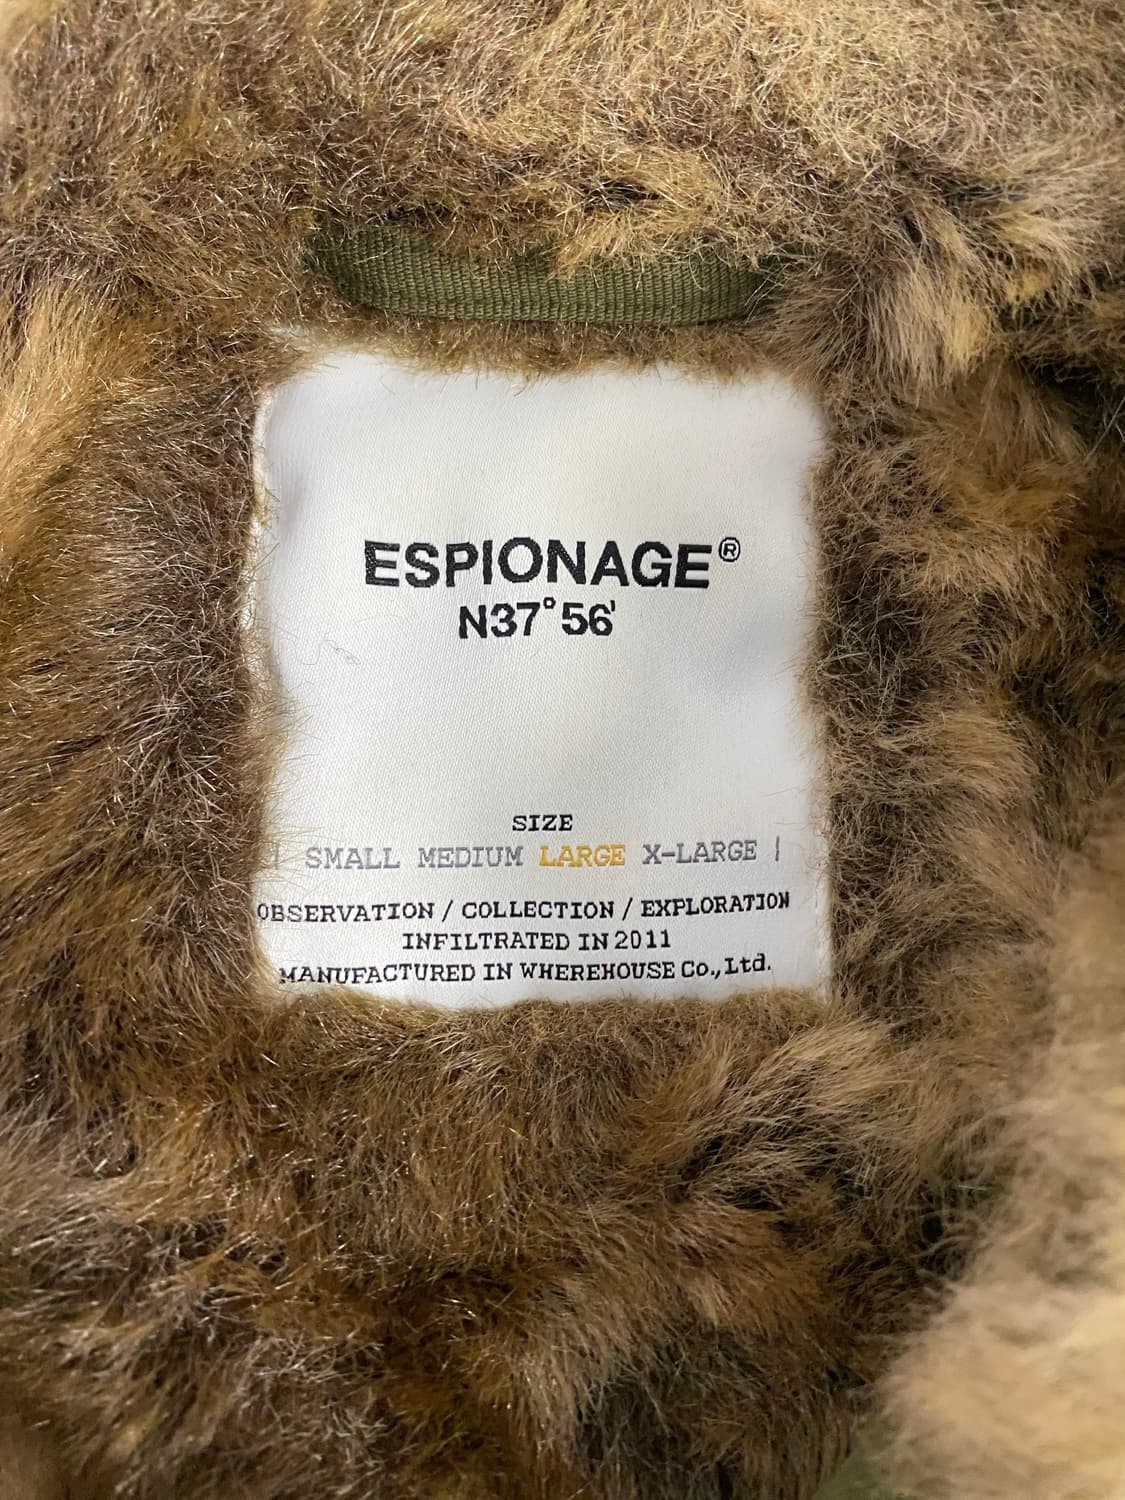 ESPIONAGE®
N37°56'
SIZE
| SMALL MEDIUM LARGE X-LARGE |
OBSERVATION / COLLECTION / EXPLORATION
INFILTRATED IN 2011
MANUFACTURED IN WHEREHOUSE Co.,Ltd.